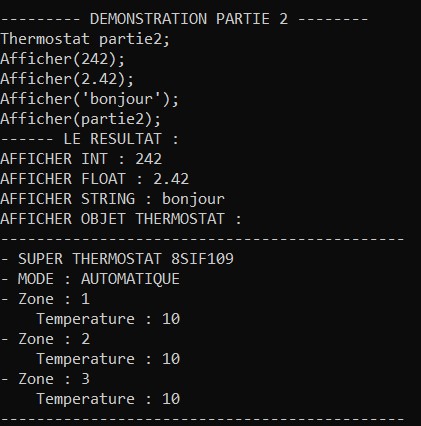 --------- DEMONSTRATION PARTIE 2 --------
Thermostat partie2;
Afficher(242);
Afficher(2.42);
Afficher('bonjour');
Afficher(partie2);
------ LE RESULTAT :
AFFICHER INT : 242
AFFICHER FLOAT : 2.42
AFFICHER STRING : bonjour
AFFICHER OBJET THERMOSTAT :
---------------------------------------------
- SUPER THERMOSTAT 8SIF109
- MODE : AUTOMATIQUE
- Zone : 1
    Temperature : 10
- Zone : 2
    Temperature : 10
- Zone : 3
    Temperature : 10
---------------------------------------------